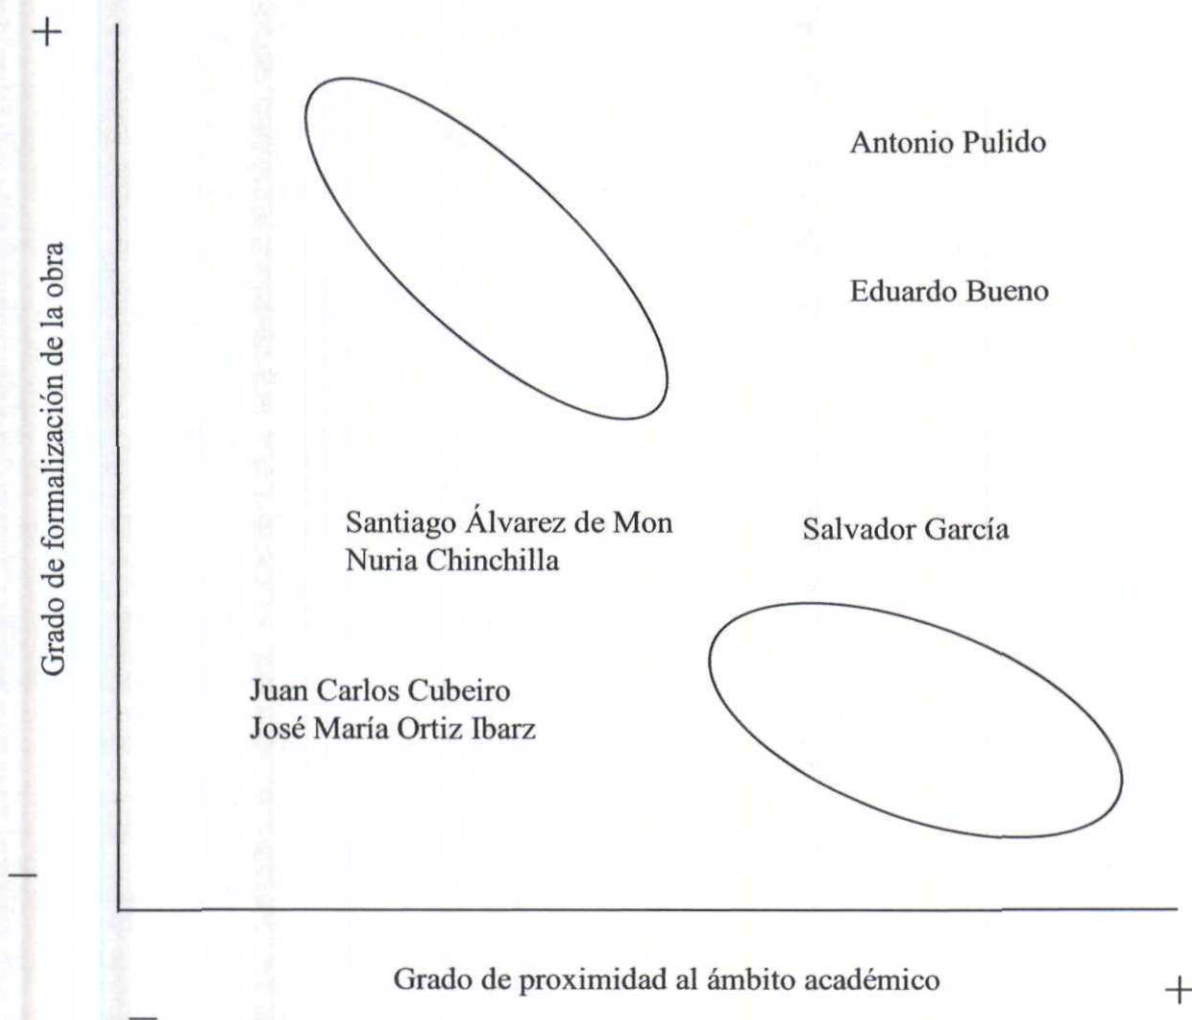 +
Antonio Pulido
Eduardo Bueno
Grado de formalización de la obra
Santiago Álvarez de Mon
Nuria Chinchilla
Salvador García
Juan Carlos Cubeiro
José María Ortiz Ibarz
–
Grado de proximidad al ámbito académico
+
–